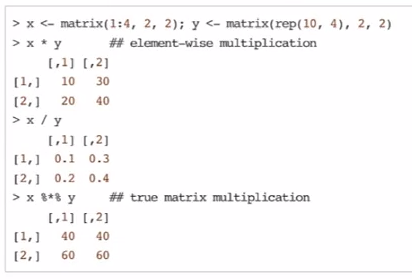 > x <- matrix(1:4, 2, 2); y <- matrix(rep(10, 4), 2, 2)
> x * y       ## element-wise multiplication
     [,1] [,2]
[1,]   10   30
[2,]   20   40
> x / y
     [,1] [,2]
[1,]  0.1  0.3
[2,]  0.2  0.4
> x %*% y     ## true matrix multiplication
     [,1] [,2]
[1,]   40   40
[2,]   60   60